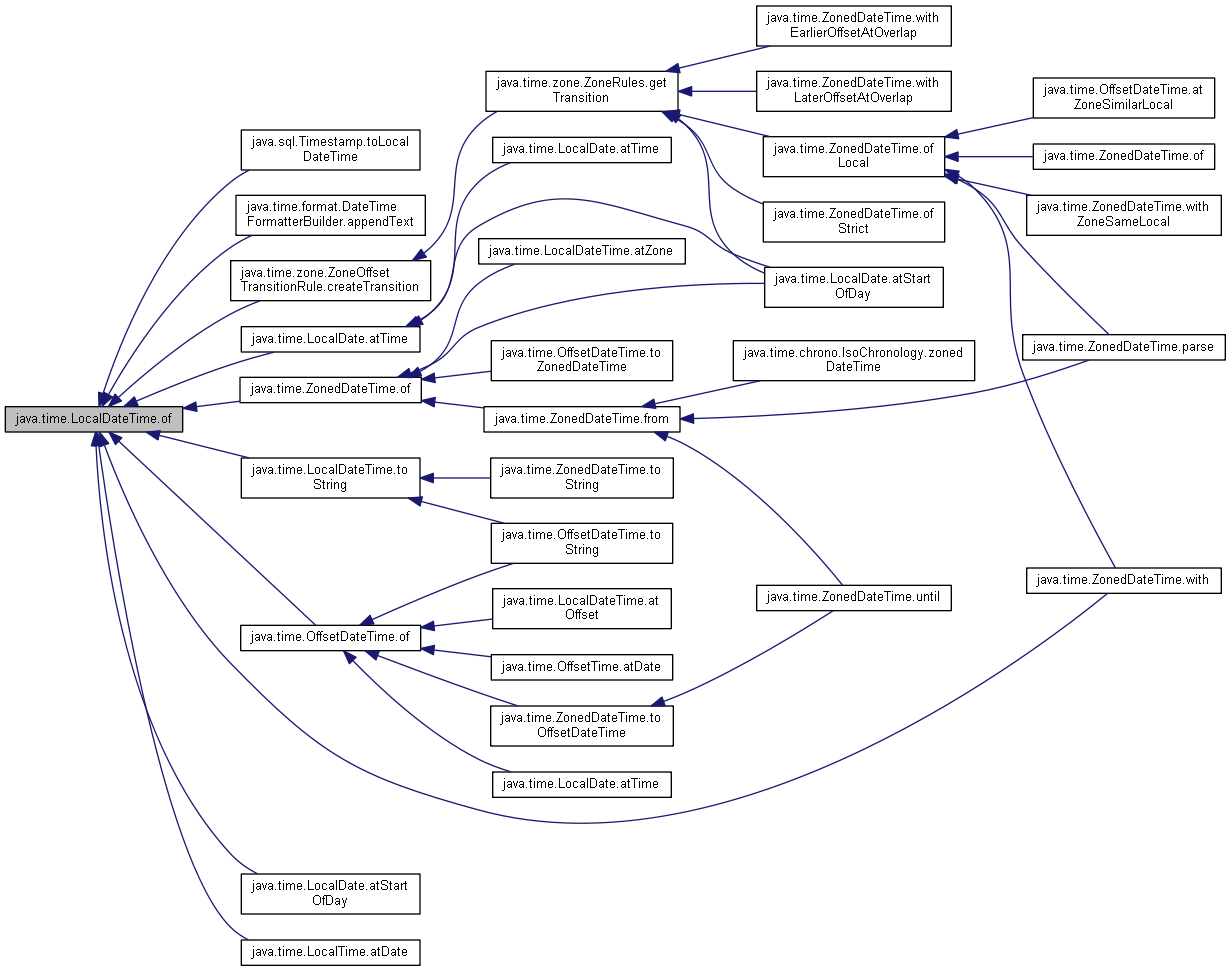 java.time.ZonedDateTime.with
EarlierOffsetAtOverlap
java.time.zone.ZoneRules.get
Transition
java.time.ZonedDateTime.with
LaterOffsetAtOverlap
java.time.OffsetDateTime.at
ZoneSimilarLocal
java.sql.Timestamp.toLocal
DateTime
java.time.LocalDate.atTime
java.time.ZonedDateTime.of
Local
java.time.ZonedDateTime.of
java.time.format.DateTime
FormatterBuilder.appendText
java.time.ZonedDateTime.of
Strict
java.time.ZonedDateTime.with
ZoneSameLocal
java.time.zone.ZoneOffset
TransitionRule.createTransition
java.time.LocalDateTime.atZone
java.time.LocalDate.atStart
OfDay
java.time.LocalDate.atTime
java.time.OffsetDateTime.to
ZonedDateTime
java.time.chrono.IsoChronology.zoned
DateTime
java.time.ZonedDateTime.parse
java.time.ZonedDateTime.of
java.time.LocalDateTime.of
java.time.ZonedDateTime.from
java.time.LocalDateTime.to
String
java.time.ZonedDateTime.to
String
java.time.OffsetDateTime.to
String
java.time.ZonedDateTime.with
java.time.LocalDateTime.at
Offset
java.time.ZonedDateTime.until
java.time.OffsetDateTime.of
java.time.OffsetTime.atDate
java.time.ZonedDateTime.to
OffsetDateTime
java.time.LocalDate.atTime
java.time.LocalDate.atStart
OfDay
java.time.LocalTime.atDate